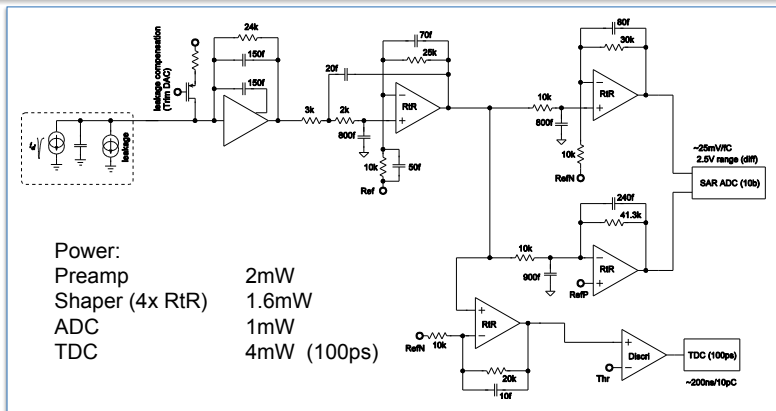 leakage compensation
(Trim DAC)
24k
150f
150f
leakage
3k
2k
20f
800f
70f
25k
RtR
10k
50f
Ref
10k
600f
80f
30k
RtR
10k
RefN
~25mV/fC
2.5V range (diff)
SAR ADC (10b)
10k
900f
240f
41.3k
RtR
RefP
RtR
RefN
10k
20k
10f
Discri
Thr
TDC (100ps)
~200ns/10pC
Power:
Preamp 2mW
Shaper (4x RtR) 1.6mW
ADC 1mW
TDC 4mW (100ps)